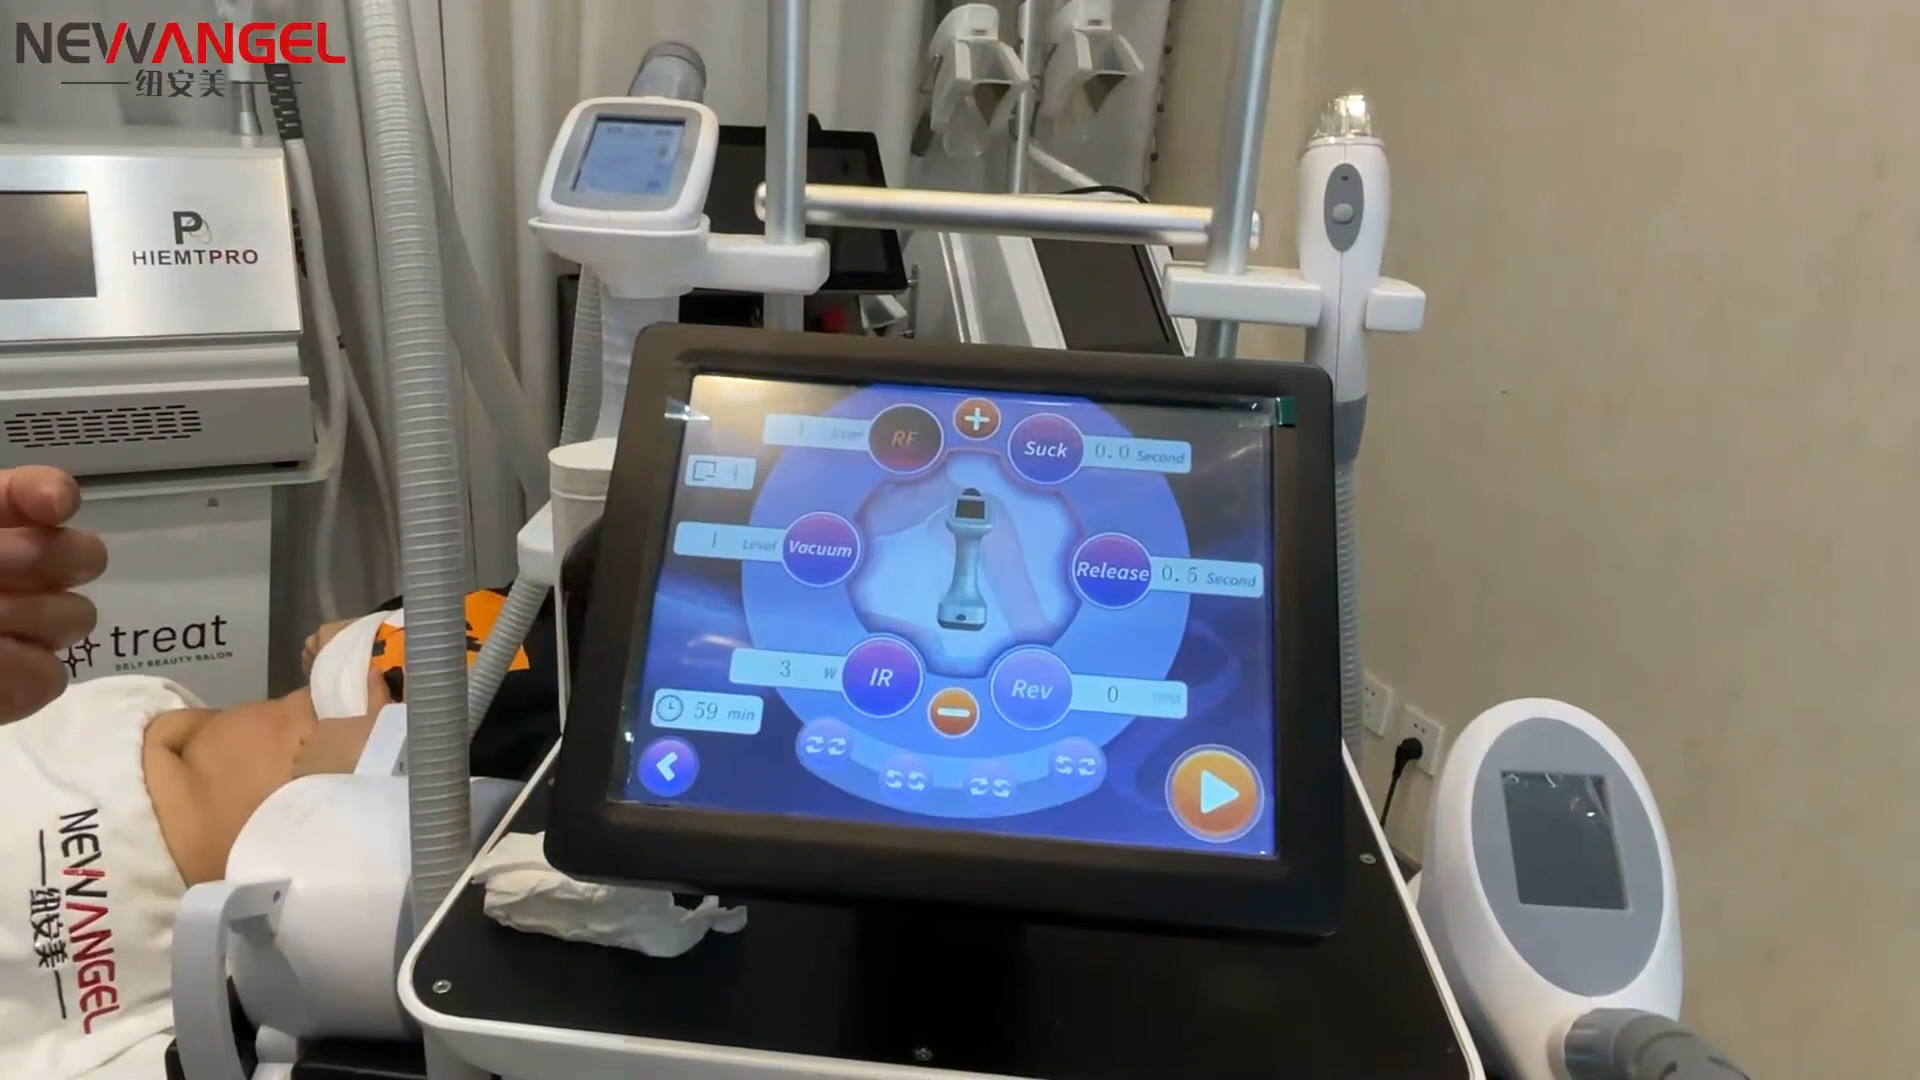 NEWANGEL
纽安美
P
HIEMTPRO
treat
SELF BEAUTY SALON
RF
Suck
0.0 Second
1 Level
Vacuum
Release
0.5 Second
3 W
IR
Rev
0
59 min
NEWANGEL
纽安美